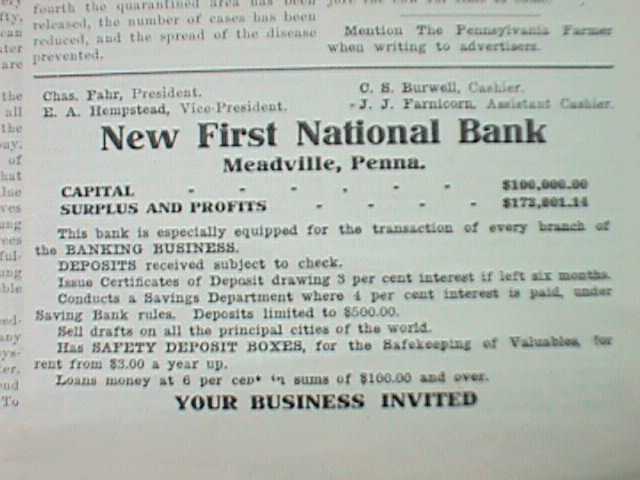 fourth the quarantined area has been
released, the number of cases has been
reduced, and the spread of the disease
prevented.
Mention The Pennsylvania Farmer
when writing to advertisers.
Chas. Fahr, President.
E. A. Hempstead, Vice-President.
C. S. Burwell, Cashier.
J. J. Farnicorn, Assistant Cashier.
New First National Bank
Meadville, Penna.
CAPITAL - - - - - - $100,000.00
SURPLUS AND PROFITS - - - - $173,801.14
This bank is especially equipped for the transaction of every branch of
the BANKING BUSINESS.
DEPOSITS received subject to check.
Issue Certificates of Deposit drawing 3 per cent interest if left six months.
Conducts a Savings Department where 4 per cent interest is paid, under
Saving Bank rules. Deposits limited to $500.00.
Sell drafts on all the principal cities of the world.
Has SAFETY DEPOSIT BOXES, for the Safekeeping of Valuables, for
rent from $3.00 a year up.
Loans money at 6 per cent in sums of $100.00 and over.
YOUR BUSINESS INVITED